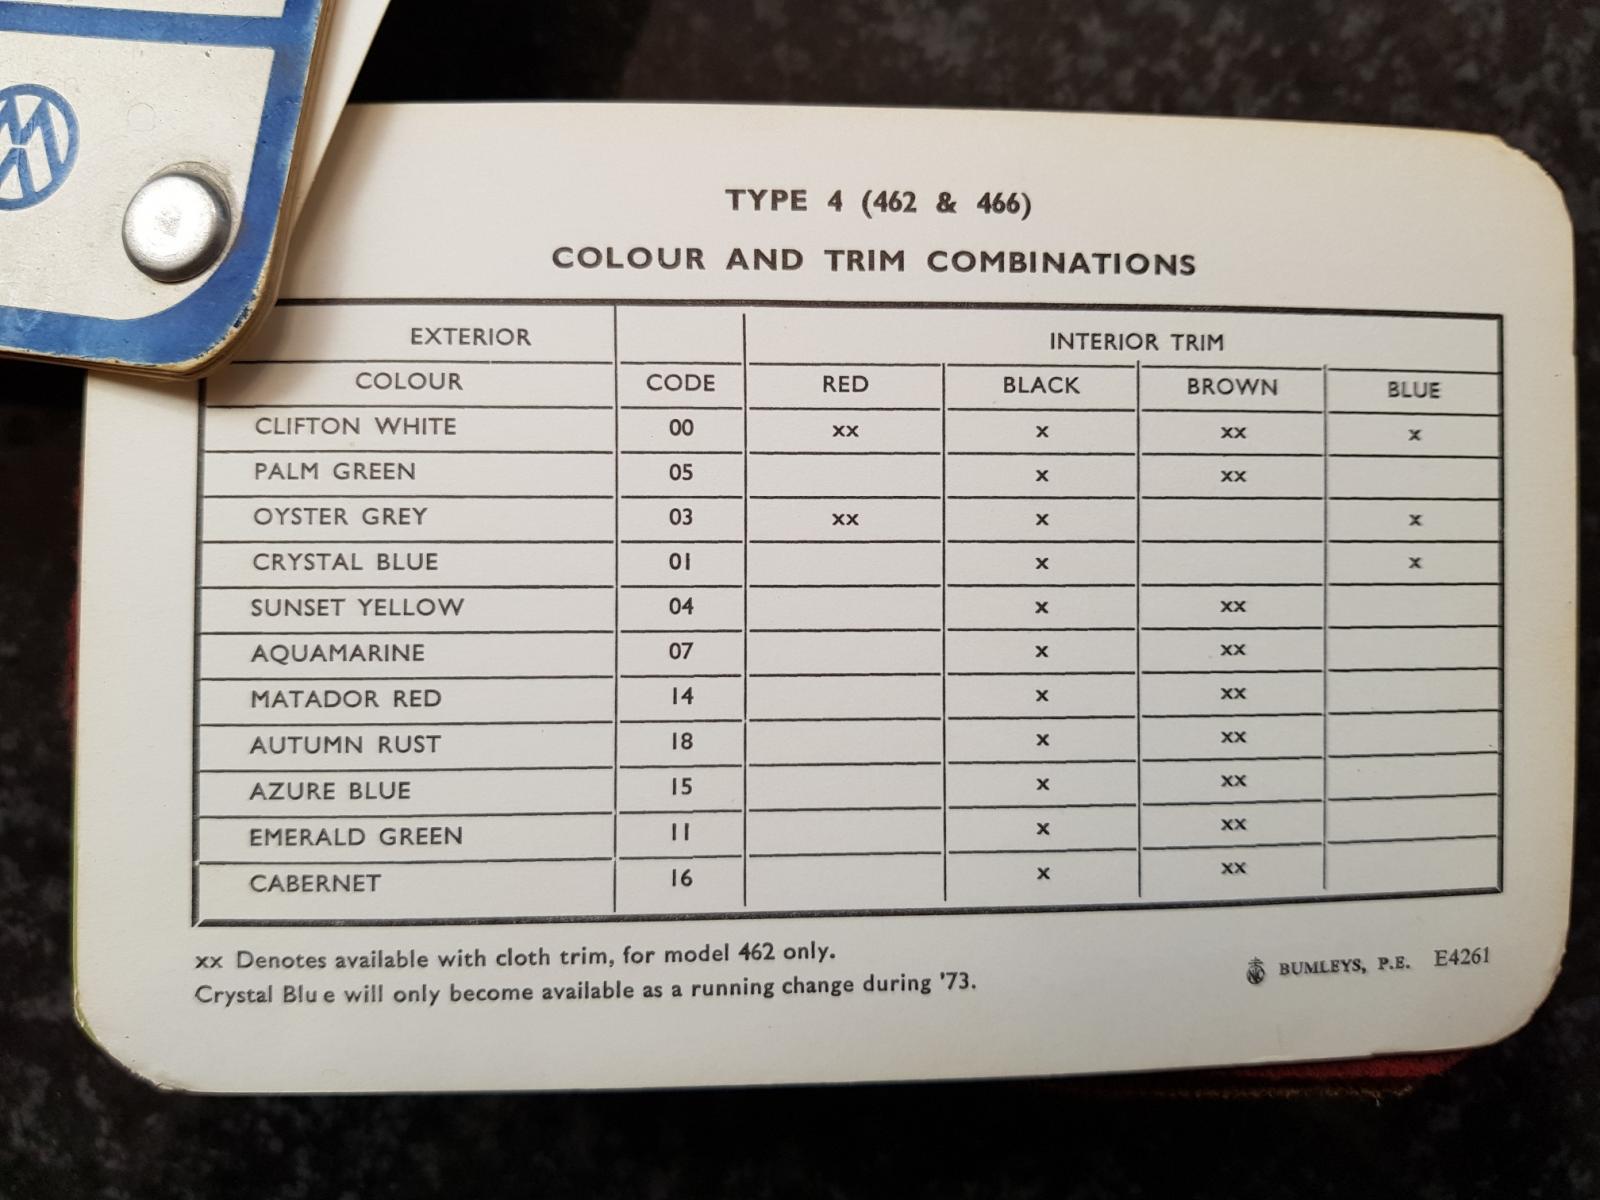 TYPE 4 (462 & 466)
COLOUR AND TRIM COMBINATIONS
EXTERIOR INTERIOR TRIM
COLOUR CODE RED BLACK BROWN BLUE
CLIFTON WHITE 00 xx x xx x
PALM GREEN 05 x xx
OYSTER GREY 03 xx x x
CRYSTAL BLUE 01 x x
SUNSET YELLOW 04 x xx
AQUAMARINE 07 x xx
MATADOR RED 14 x xx
AUTUMN RUST 18 x xx
AZURE BLUE 15 x xx
EMERALD GREEN 11 x xx
CABERNET 16 x xx
xx Denotes available with cloth trim, for model 462 only.
Crystal Blu e will only become available as a running change during '73.
BUMLEYS, P.E. E4261